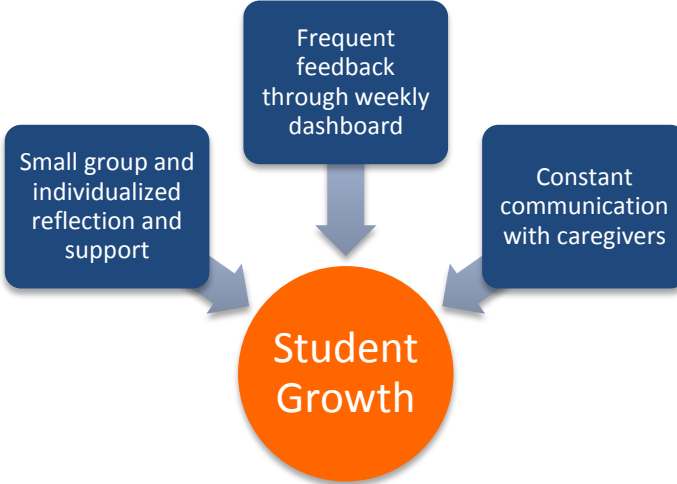 Frequent
feedback
through weekly
dashboard
Small group and
individualized
reflection and
support
Constant
communication
with caregivers
Student
Growth